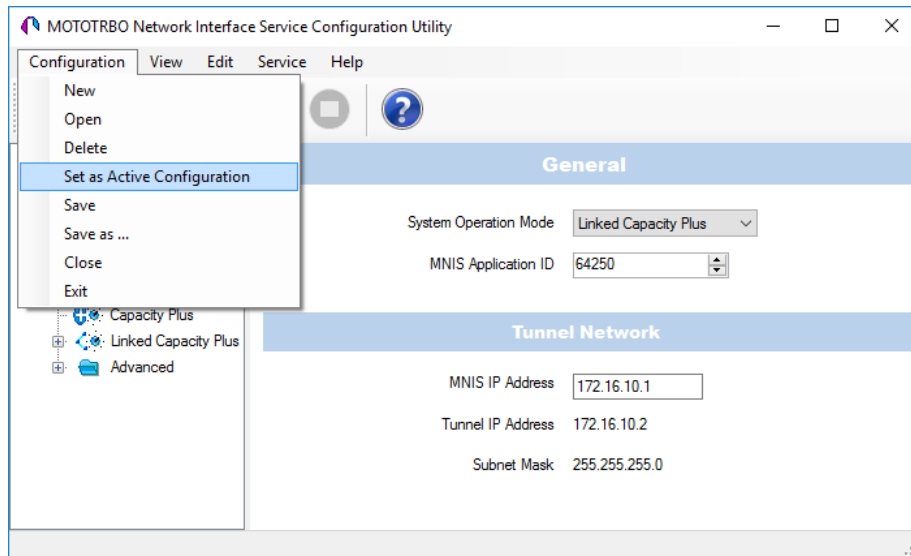 MOTOTRBO Network Interface Service Configuration Utility
Configuration View Edit Service Help
New
Open
Delete
Set as Active Configuration
Save
Save as ...
Close
Exit
Capacity Plus
Linked Capacity Plus
Advanced
General
System Operation Mode Linked Capacity Plus
MNIS Application ID 64250
Tunnel Network
MNIS IP Address 172.16.10.1
Tunnel IP Address 172.16.10.2
Subnet Mask 255.255.255.0